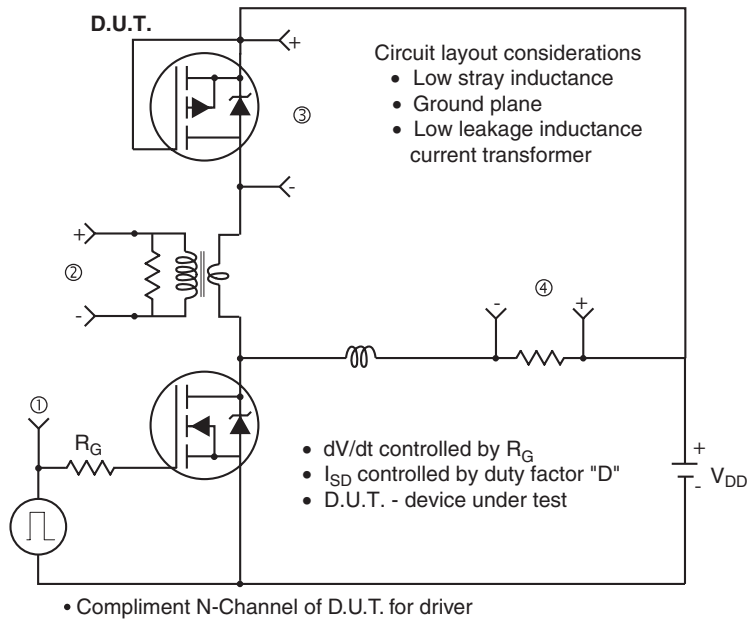 D.U.T.
+
Circuit layout considerations
• Low stray inductance
• Ground plane
• Low leakage inductance
current transformer
③
-
+
②
-
④
- +
①
R_G
• dV/dt controlled by R_G
• I_SD controlled by duty factor "D"
• D.U.T. - device under test
+
V_DD
-
• Compliment N-Channel of D.U.T. for driver